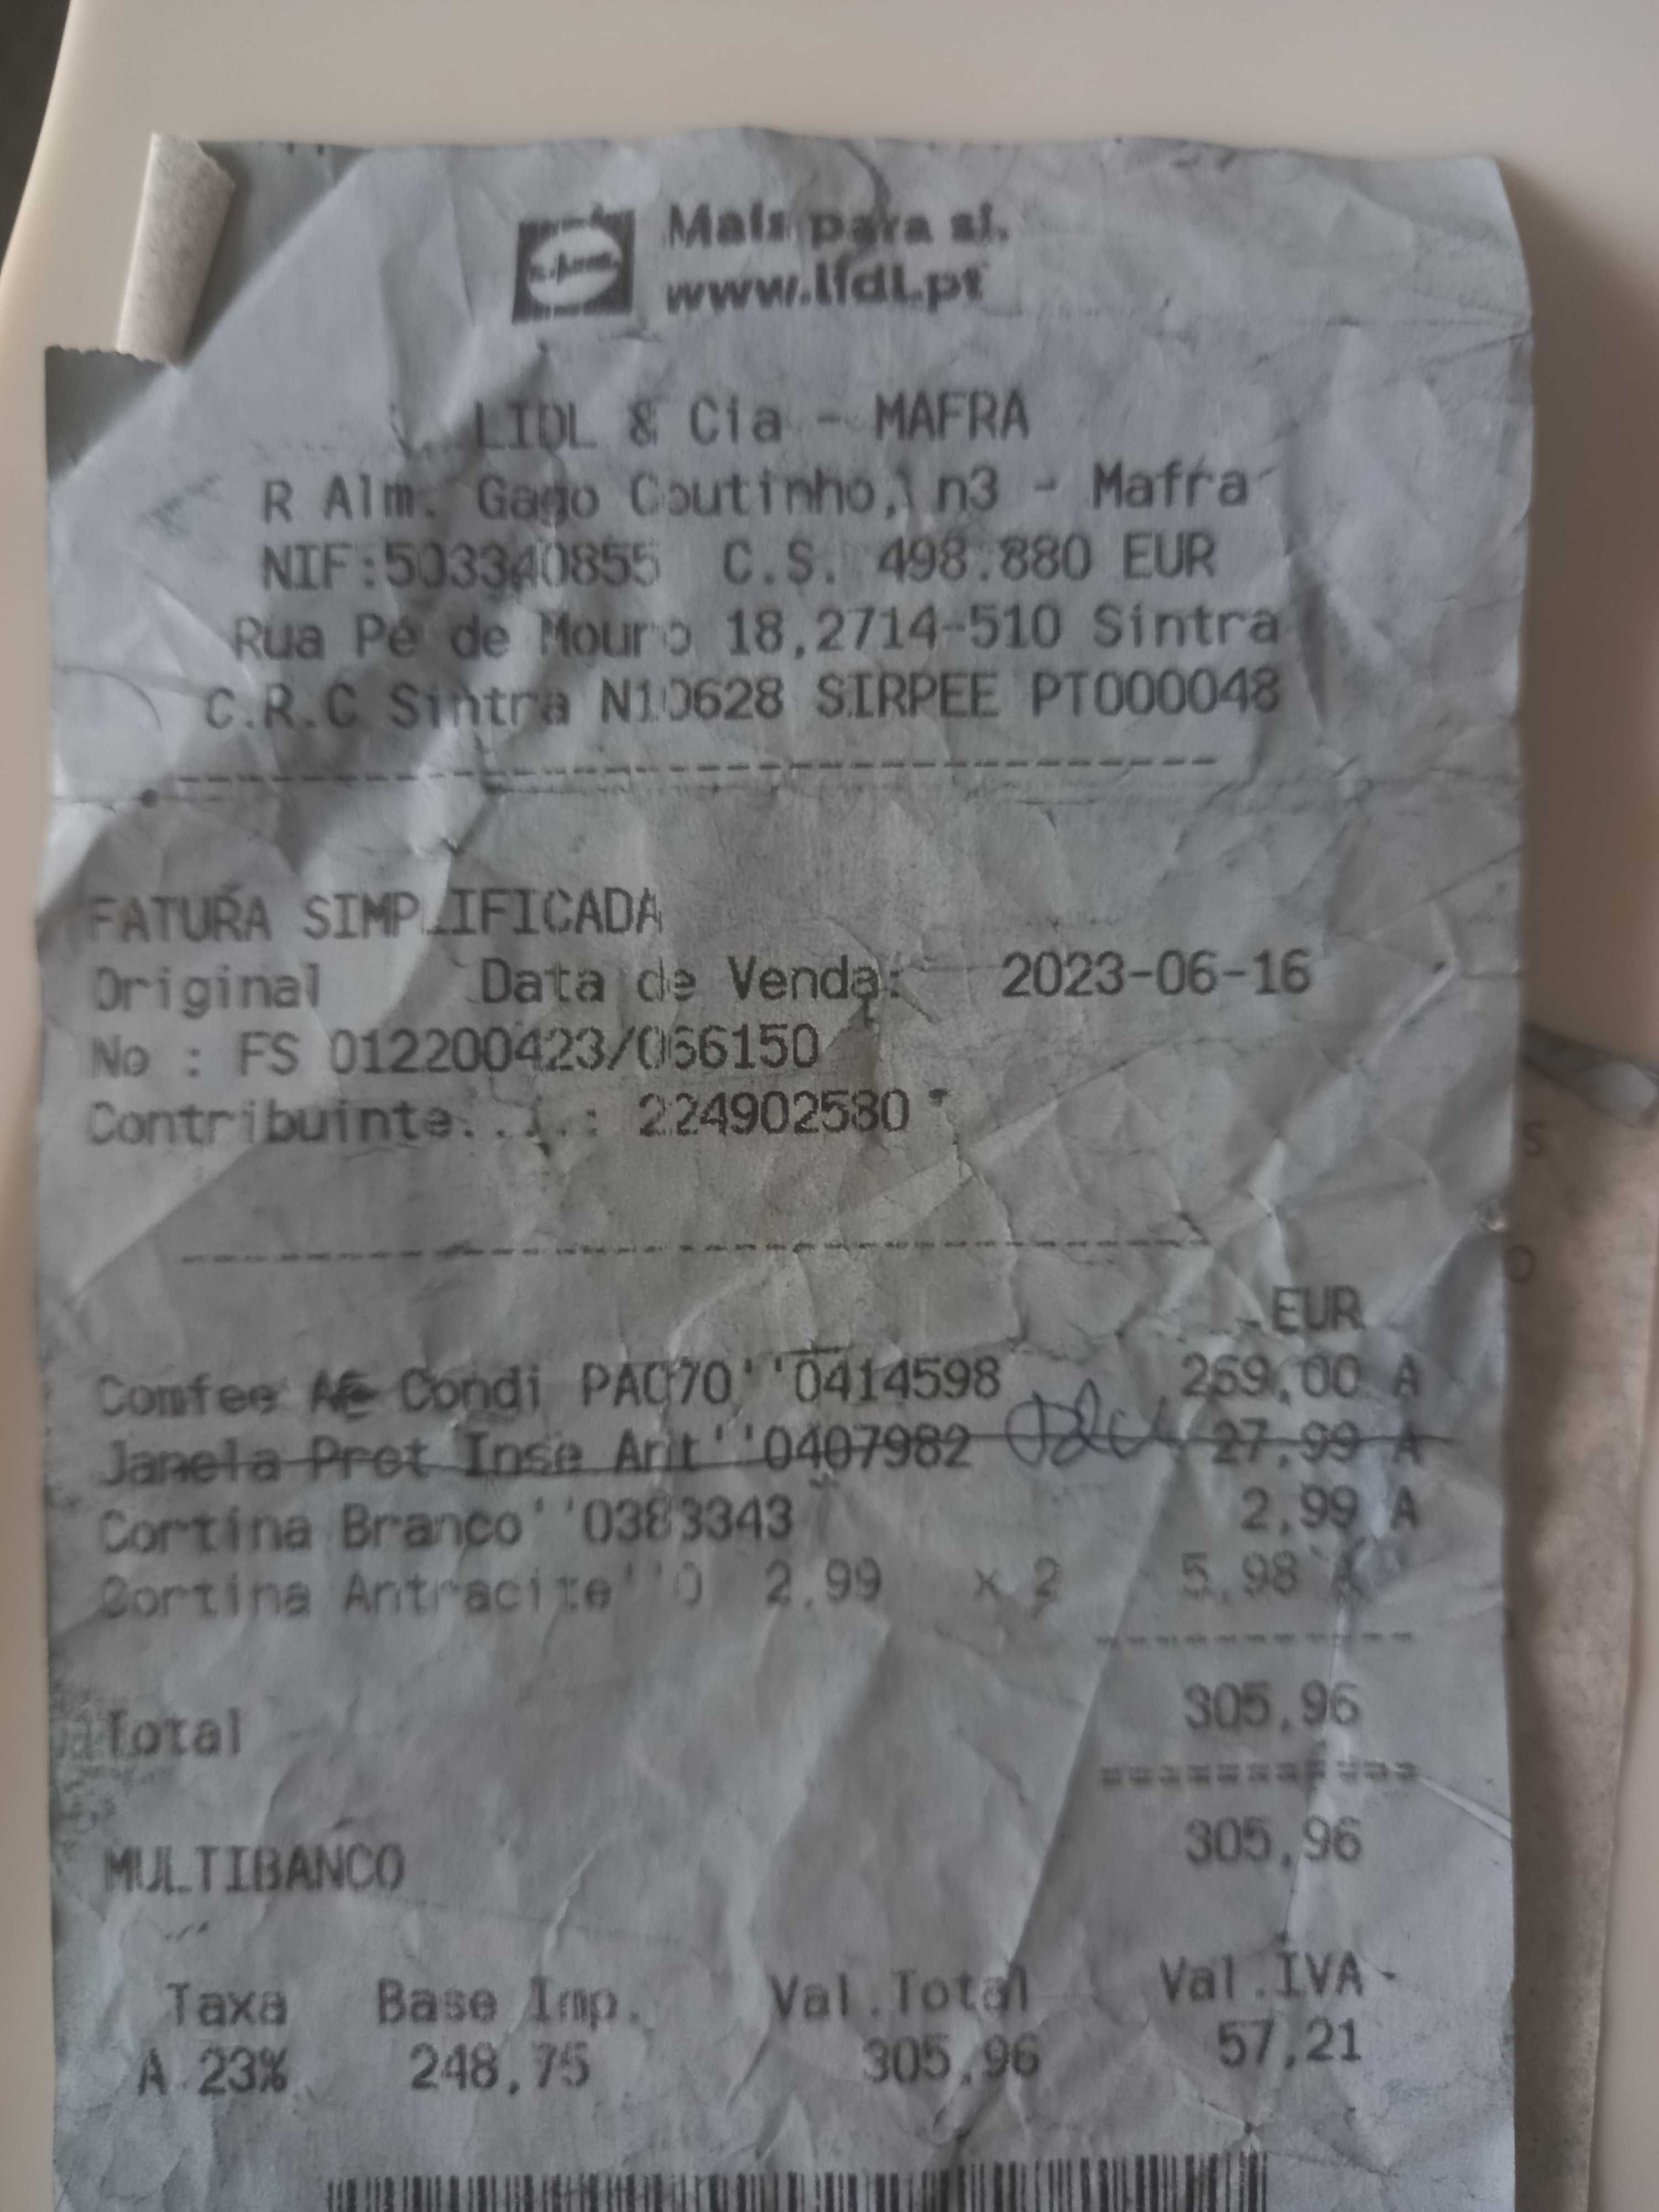 Mais para si.
www.lidl.pt
LIDL & Cia - MAFRA
R Alm. Gago Coutinho, n3 - Mafra
NIF:503340855 C.S. 498.880 EUR
Rua Pé de Mouro 18,2714-510 Sintra
C.R.C Sintra N10628 SIRPEE PT000048
FATURA SIMPLIFICADA
Original Data de Venda: 2023-06-16
No : FS 012200423/066150
Contribuinte...: 224902580
EUR
Comfee Condi PAC70''0414598 269,00 A
Janela Prot Inse Ant''0407982 27,99 A
Cortina Branco''0383343 2,99 A
Cortina Antracite''0 2,99 x 2 5,98 A
Total 305,96
MULTIBANCO 305,96
Taxa Base Imp. Val.Total Val.IVA
A 23% 248,75 305,96 57,21